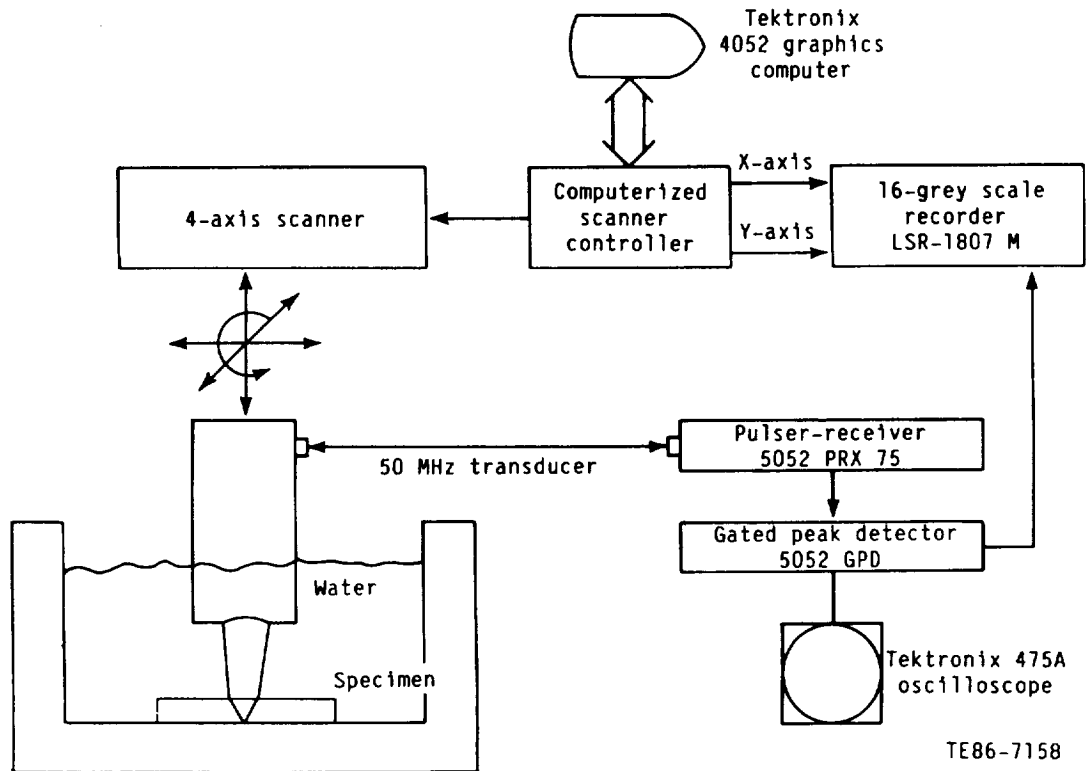 Tektronix
4052 graphics
computer
4-axis scanner
Computerized
scanner
controller
X-axis
Y-axis
16-grey scale
recorder
LSR-1807 M
50 MHz transducer
Pulser-receiver
5052 PRX 75
Gated peak detector
5052 GPD
Water
Specimen
Tektronix 475A
oscilloscope
TE86-7158